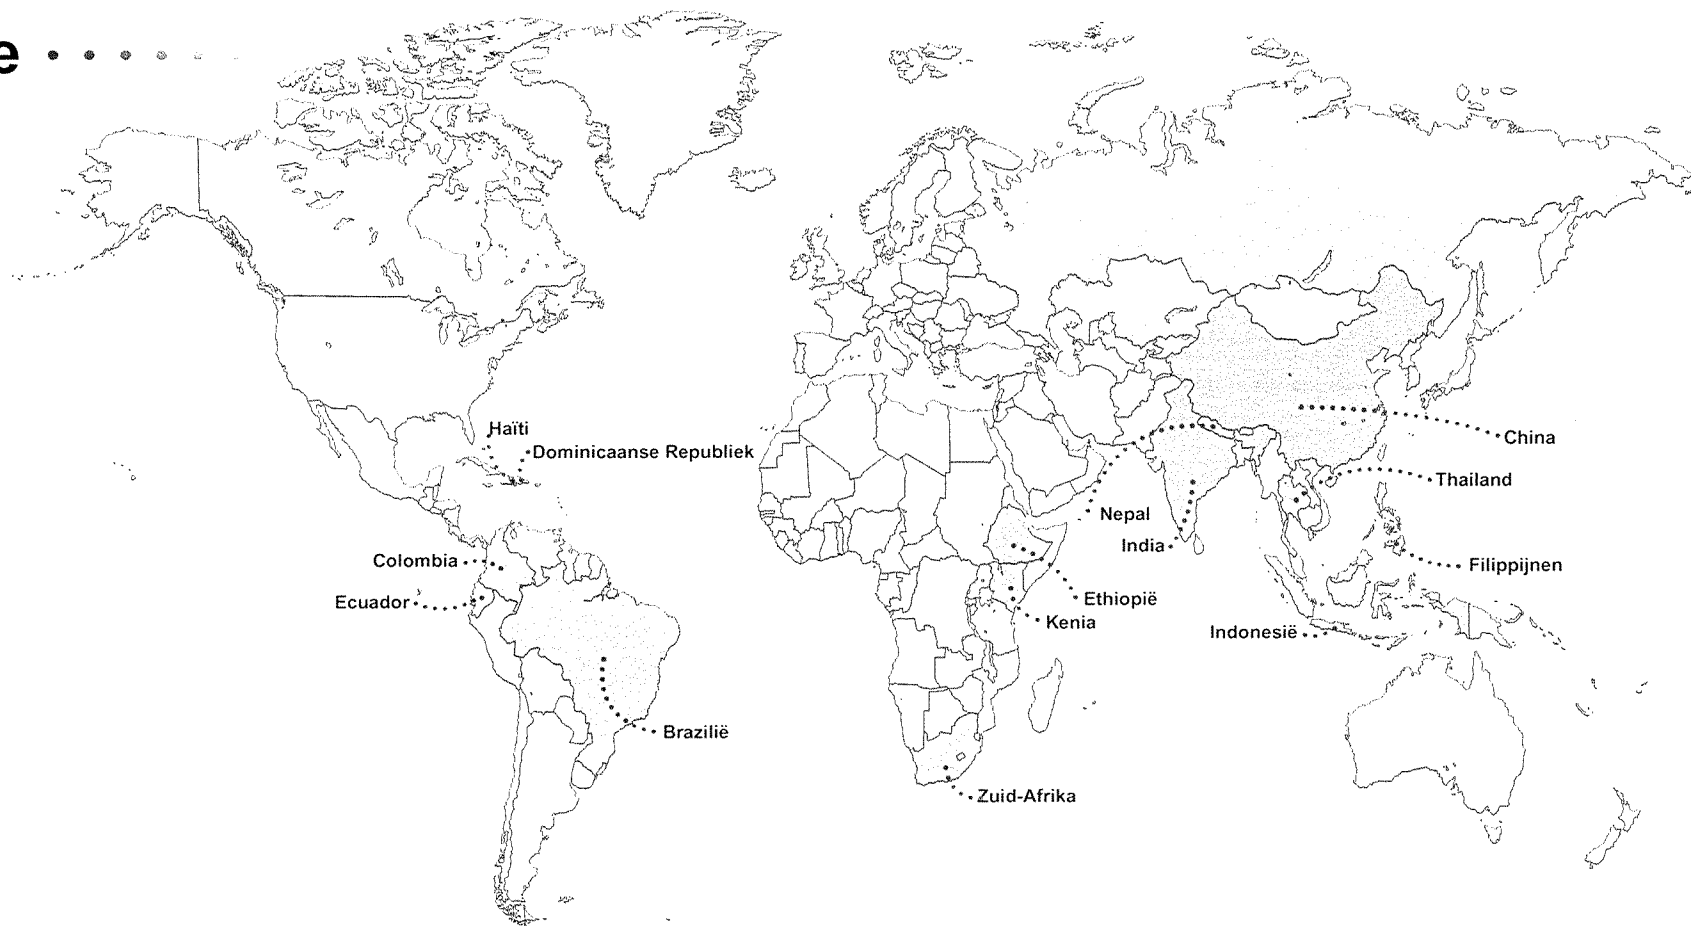 e
Haïti
Dominicaanse Republiek
China
Thailand
Nepal
India
Colombia
Filippijnen
Ecuador
Ethiopië
Kenia
Indonesië
Brazilië
Zuid-Afrika